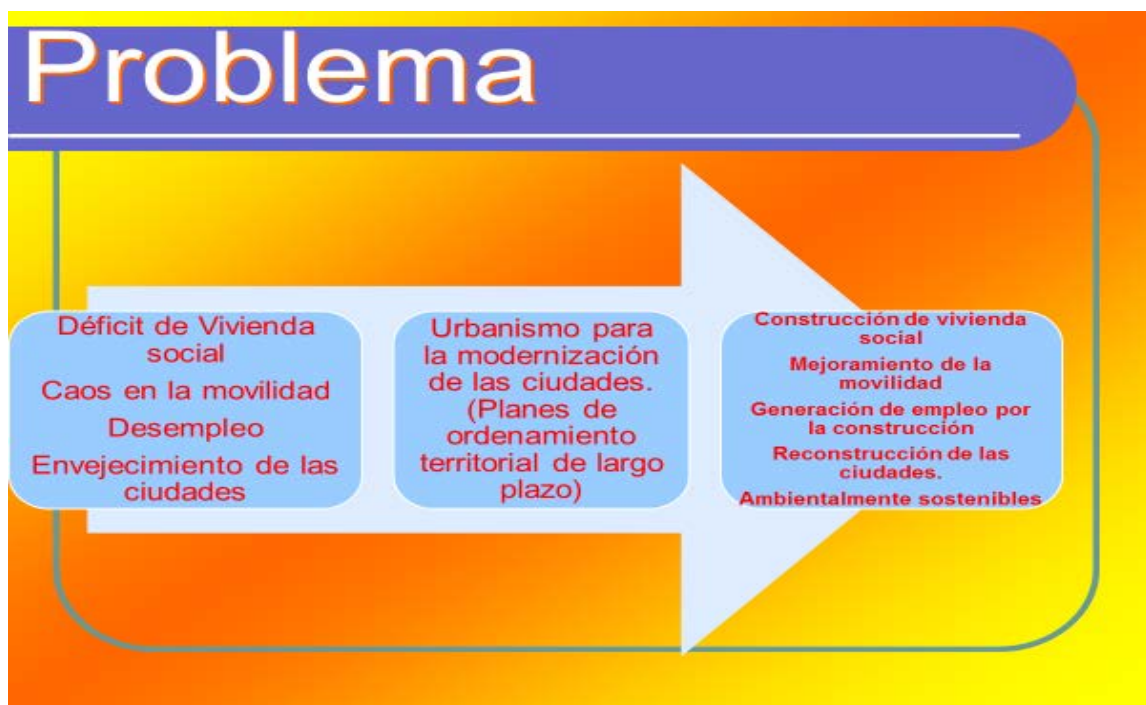 Problema
Déficit de Vivienda
social
Caos en la movilidad
Desempleo
Envejecimiento de las
ciudades
Urbanismo para
la modernización
de las ciudades.
(Planes de
ordenamiento
territorial de largo
plazo)
Construcción de vivienda
social
Mejoramiento de la
movilidad
Generación de empleo por
la construcción
Reconstrucción de las
ciudades.
Ambientalmente sostenibles